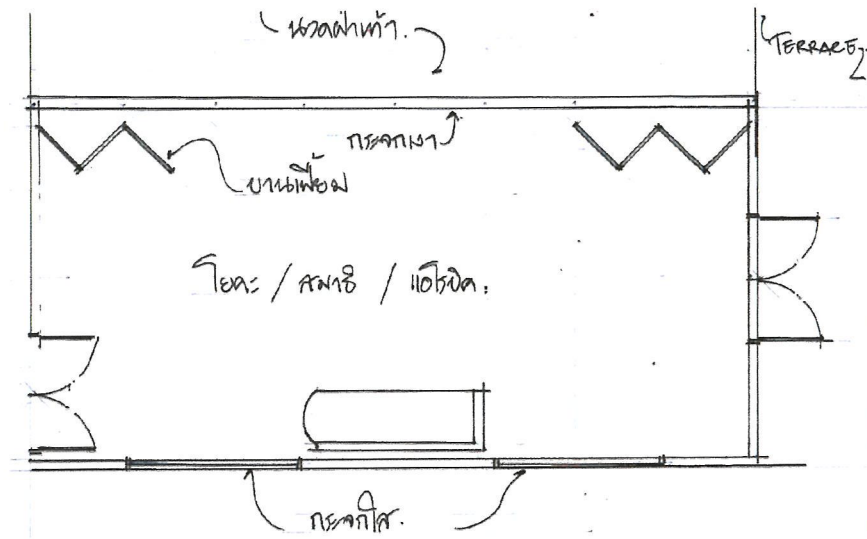 นวดฝ่าเท้า.
TERRACE
กระจกเงา
บานเฟี้ยม
โยคะ / สมาธิ / แอโรบิค.
กระจกใส.